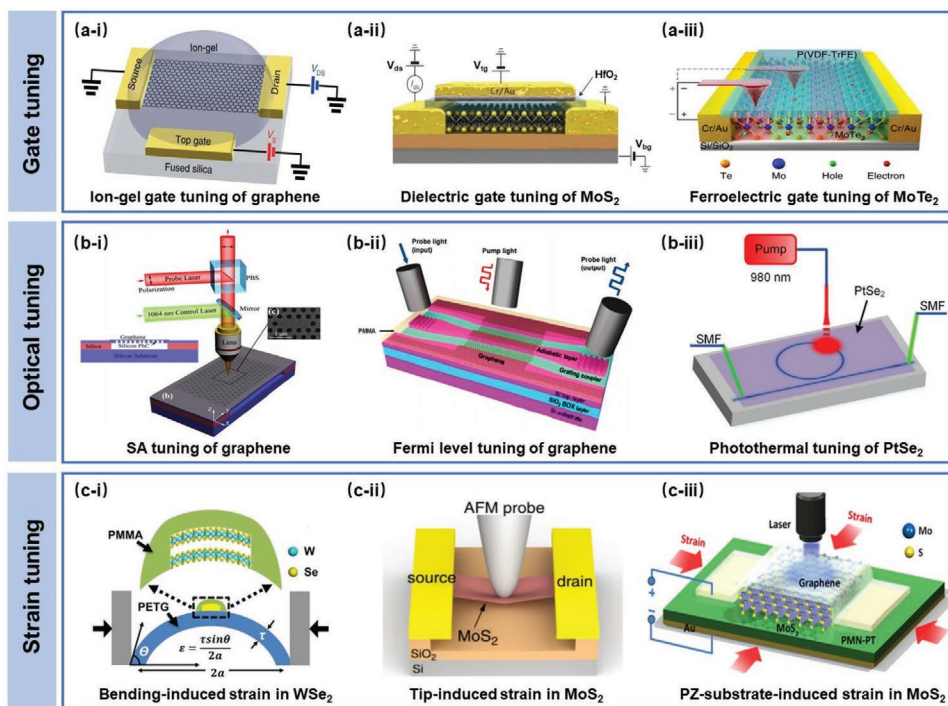 Gate tuning
(a-i)
Ion-gel
Source
Drain
V_DS
Top gate
V_g
Fused silica
Ion-gel gate tuning of graphene
(a-ii)
V_ds
I_ds
V_tg
Cr/Au
HfO₂
V_bg
Dielectric gate tuning of MoS₂
(a-iii)
P(VDF-TrFE)
+ −
− +
Cr/Au
MoTe₂
Cr/Au
Si/SiO₂
Te
Mo
Hole
Electron
Ferroelectric gate tuning of MoTe₂
Optical tuning
(b-i)
Probe Laser
Polarization
PBS
1064 nm Control Laser
Mirror
(c)
Lens
Graphene
Silicon PhC
Silica
Silicon Substrate
(b)
z
y
x
SA tuning of graphene
(b-ii)
Probe light
(input)
Pump light
Probe light
(output)
PMMA
Graphene
Adiabatic layer
Grating coupler
Si top layer
SiO₂ BOX layer
Si substrate
Fermi level tuning of graphene
(b-iii)
Pump
980 nm
PtSe₂
SMF
SMF
Photothermal tuning of PtSe₂
Strain tuning
(c-i)
PMMA
W
Se
PETG
τ
θ
ε = τsinθ/2a
2a
Bending-induced strain in WSe₂
(c-ii)
AFM probe
source
drain
MoS₂
SiO₂
Si
Tip-induced strain in MoS₂
(c-iii)
Laser
Strain
Mo
S
Strain
Graphene
+
−
Au
MoS₂
PMN-PT
PZ-substrate-induced strain in MoS₂